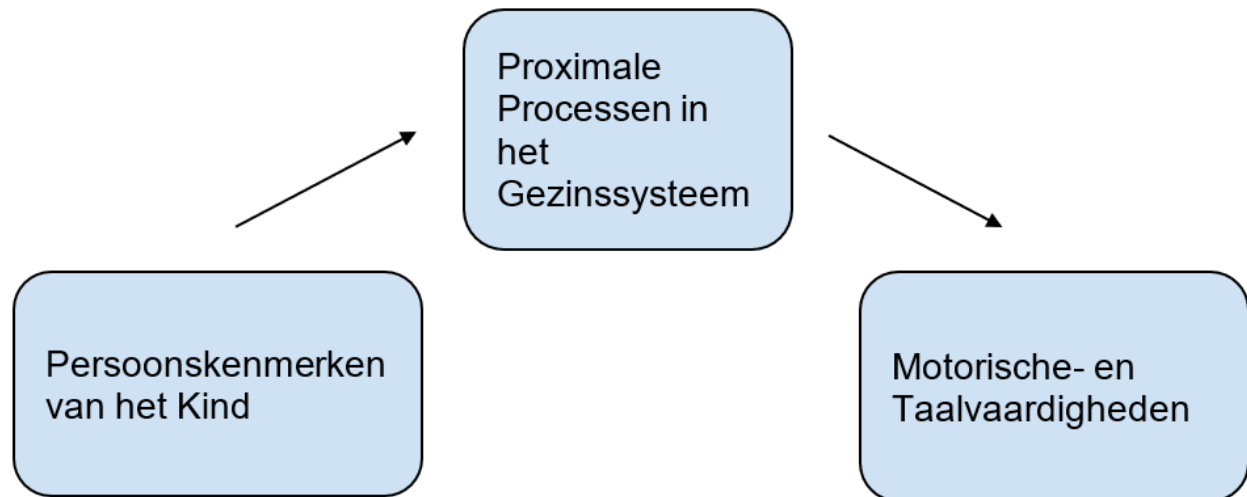 Proximale
Processen in
het
Gezinssysteem
Persoonskenmerken
van het Kind
Motorische- en
Taalvaardigheden